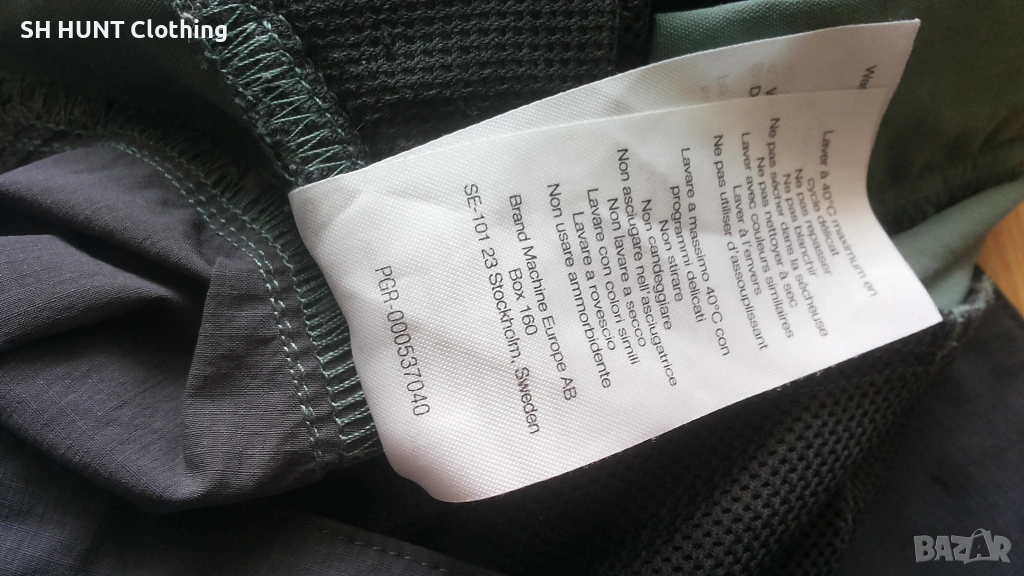 SH HUNT Clothing
Laver à 40°C maximum en
cycle délicat
Ne pas repasser
Ne pas blanchir
Ne pas sécher dans la sécheuse
Ne pas nettoyer à sec
Laver avec couleurs similaires
Laver à l'envers
Ne pas utiliser d'assouplissant
Lavare a massimo 40°C con
programmi delicati
Non stirare
Non candeggiare
Non asciugare nell'asciugatrice
Non lavare a secco
Lavare con colori simili
Lavare a rovescio
Non usare ammorbidente
Brand Machine Europe AB
Box 160
SE-101 23 Stockholm, Sweden
PGR-000537040
BAZAR